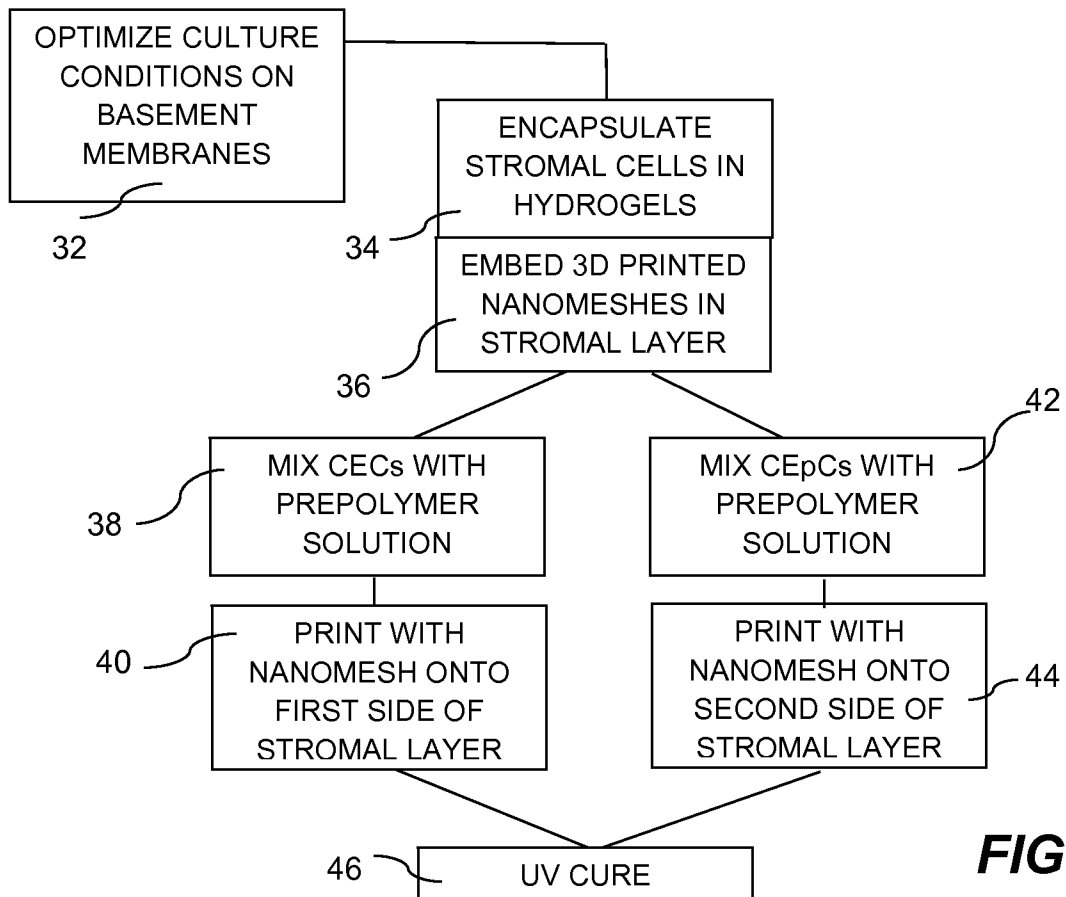 OPTIMIZE CULTURE
CONDITIONS ON
BASEMENT
MEMBRANES
32
ENCAPSULATE
STROMAL CELLS IN
HYDROGELS
34
EMBED 3D PRINTED
NANOMESHES IN
STROMAL LAYER
36
MIX CECs WITH
PREPOLYMER
SOLUTION
38
MIX CEpCs WITH
PREPOLYMER
SOLUTION
42
PRINT WITH
NANOMESH ONTO
FIRST SIDE OF
STROMAL LAYER
40
PRINT WITH
NANOMESH ONTO
SECOND SIDE OF
STROMAL LAYER
44
UV CURE
46
FIG